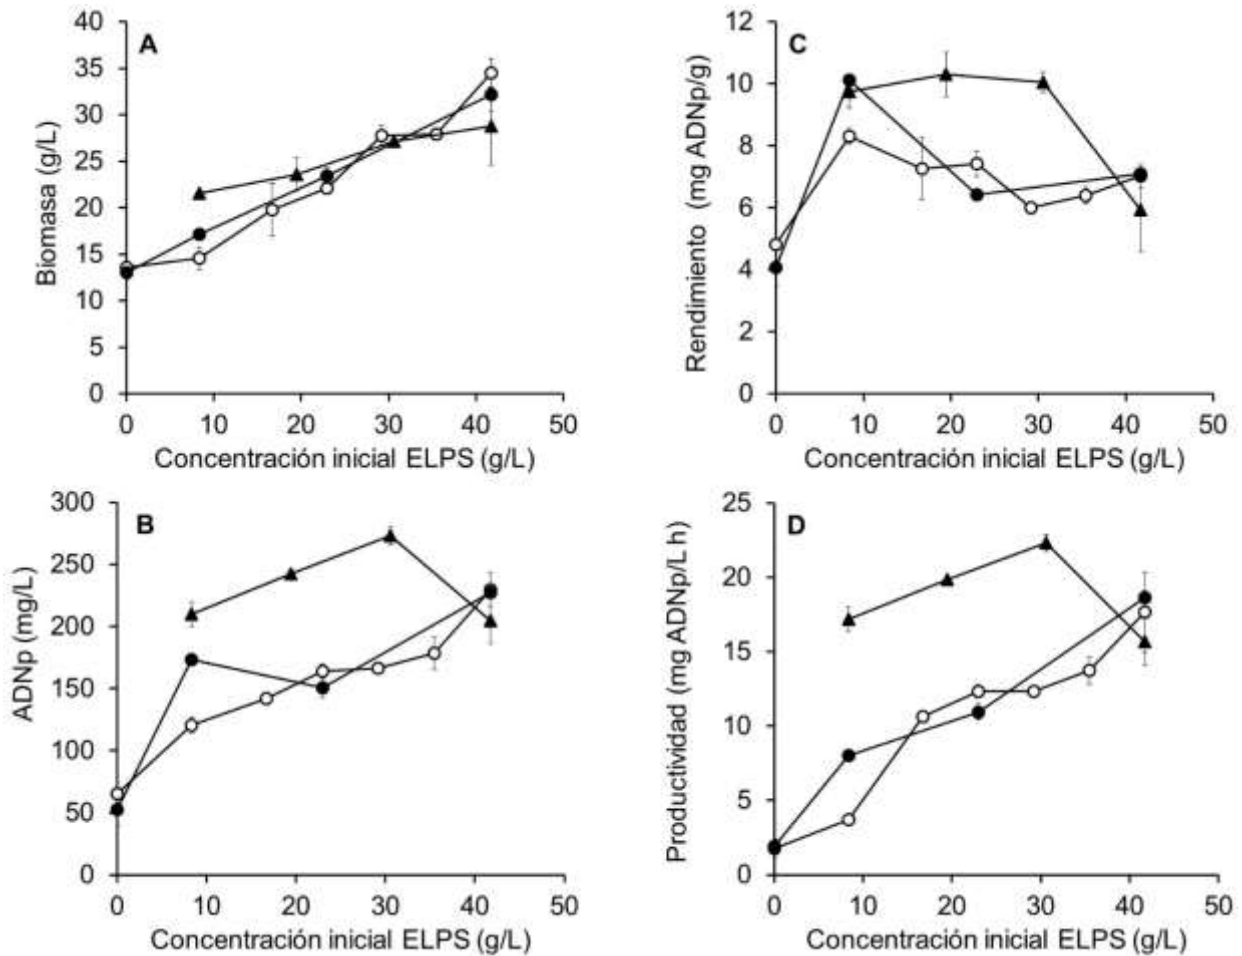 A
Biomasa (g/L)
40
35
30
25
20
15
10
5
0
0 10 20 30 40 50
Concentración inicial ELPS (g/L)
C
Rendimiento (mg ADNp/g)
12
10
8
6
4
2
0
0 10 20 30 40 50
Concentración inicial ELPS (g/L)
B
ADNp (mg/L)
300
250
200
150
100
50
0
0 10 20 30 40 50
Concentración inicial ELPS (g/L)
D
Productividad (mg ADNp/L h)
25
20
15
10
5
0
0 10 20 30 40 50
Concentración inicial ELPS (g/L)